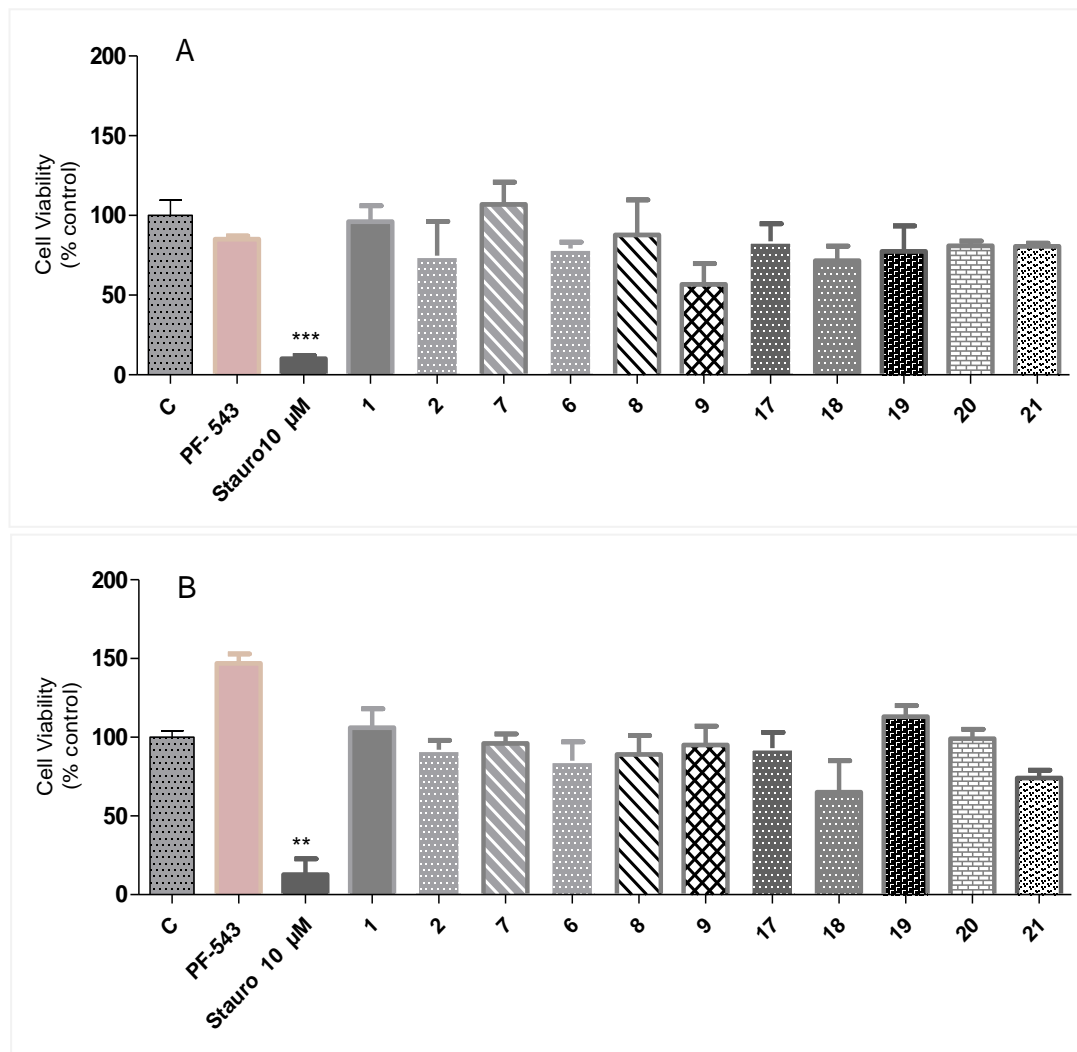 A
200
150
100
50
0
Cell Viability
(% control)
***
C
PF- 543
Stauro10 µM
1
2
7
6
8
9
17
18
19
20
21
B
200
150
100
50
0
Cell Viability
(% control)
**
C
PF-543
Stauro 10 µM
1
2
7
6
8
9
17
18
19
20
21